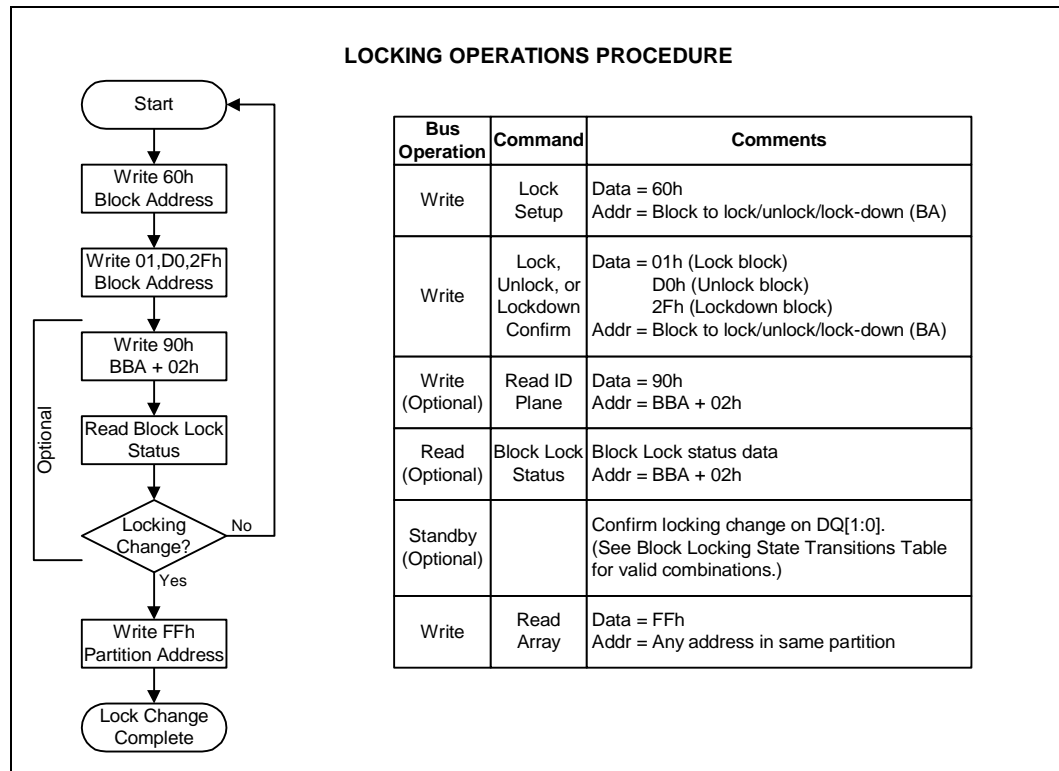 LOCKING OPERATIONS PROCEDURE
Start
Write 60h
Block Address
Write 01,D0,2Fh
Block Address
Optional
Write 90h
BBA + 02h
Read Block Lock
Status
Locking
Change?
No
Yes
Write FFh
Partition Address
Lock Change
Complete
Bus
Operation
Command
Comments
Write
Lock
Setup
Data = 60h
Addr = Block to lock/unlock/lock-down (BA)
Write
Lock,
Unlock, or
Lockdown
Confirm
Data = 01h (Lock block)
D0h (Unlock block)
2Fh (Lockdown block)
Addr = Block to lock/unlock/lock-down (BA)
Write
(Optional)
Read ID
Plane
Data = 90h
Addr = BBA + 02h
Read
(Optional)
Block Lock
Status
Block Lock status data
Addr = BBA + 02h
Standby
(Optional)
Confirm locking change on DQ[1:0].
(See Block Locking State Transitions Table
for valid combinations.)
Write
Read
Array
Data = FFh
Addr = Any address in same partition